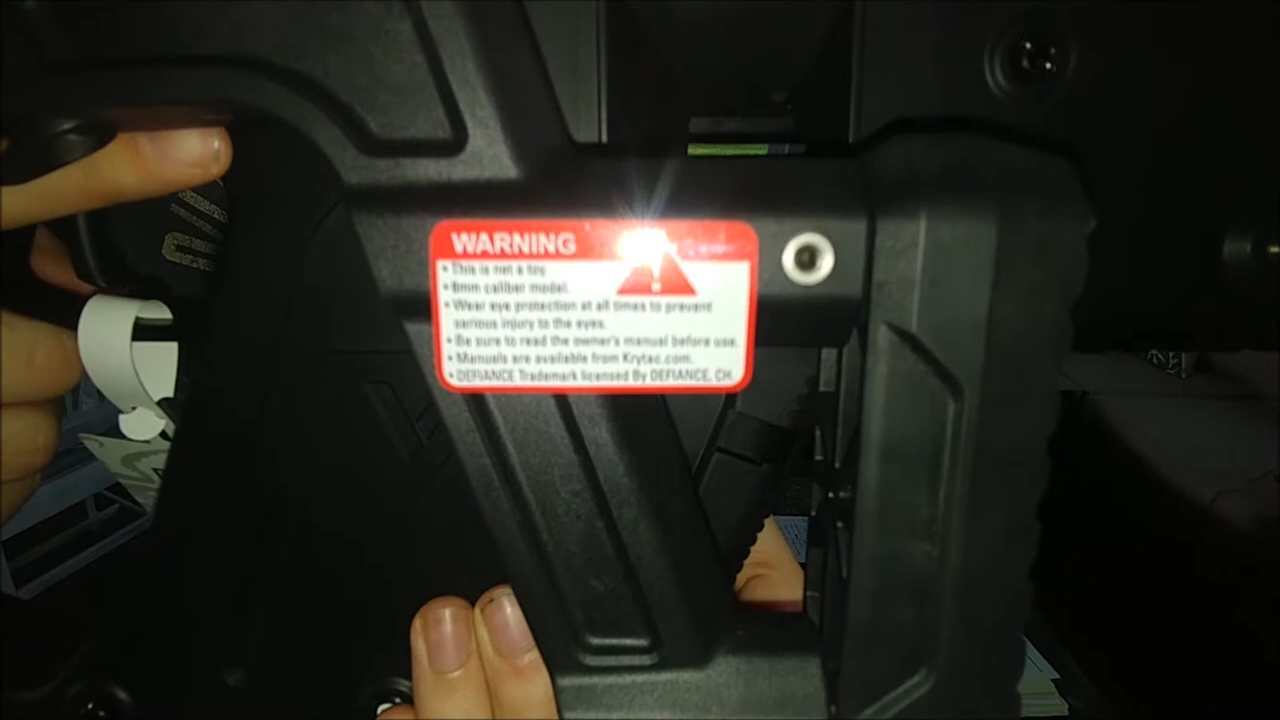 WARNING
• This is not a toy
• 6mm caliber model.
• Wear eye protection at all times to prevent
serious injury to the eyes.
• Be sure to read the owner's manual before use.
• Manuals are available from Krytac.com.
• DEFIANCE Trademark licensed By DEFIANCE, CH.